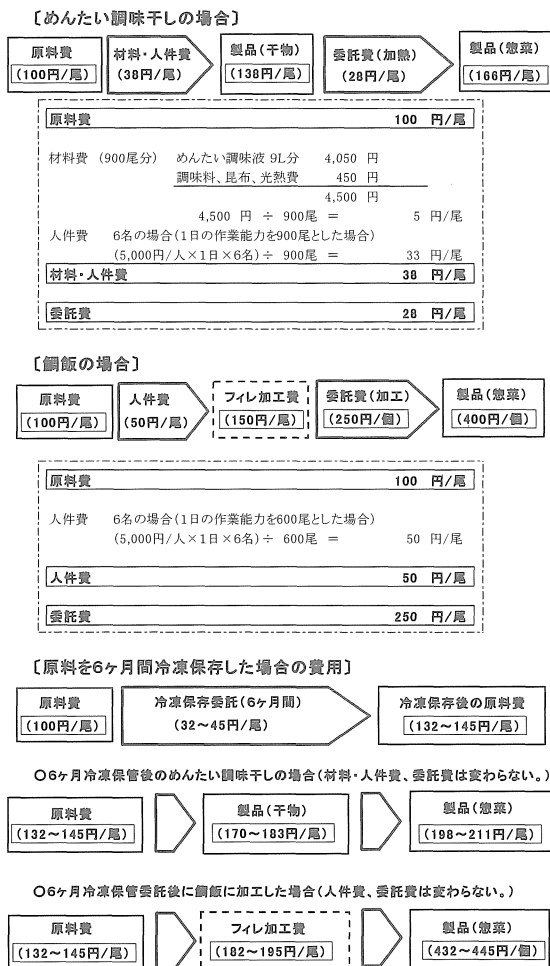 〔めんたい調味干しの場合〕
原料費 材料・人件費 製品(干物) 委託費(加熱) 製品(惣菜)
(100円/尾) (38円/尾) (138円/尾) (28円/尾) (166円/尾)
原料費 100 円/尾
材料費 (900尾分) めんたい調味液 9L分 4,050 円
調味料、昆布、光熱費 450 円
4,500 円
4,500 円 ÷ 900尾 = 5 円/尾
人件費 6名の場合(1日の作業能力を900尾とした場合)
(5,000円/人×1日×6名)÷ 900尾 = 33 円/尾
材料・人件費 38 円/尾
委託費 28 円/尾
〔鯛飯の場合〕
原料費 人件費 フィレ加工費 委託費(加工) 製品(惣菜)
(100円/尾) (50円/尾) (150円/尾) (250円/個) (400円/個)
原料費 100 円/尾
人件費 6名の場合(1日の作業能力を600尾とした場合)
(5,000円/人×1日×6名)÷ 600尾 = 50 円/尾
人件費 50 円/尾
委託費 250 円/尾
〔原料を6ヶ月間冷凍保存した場合の費用〕
原料費 冷凍保存委託(6ヶ月間) 冷凍保存後の原料費
(100円/尾) (32～45円/尾) (132～145円/尾)
○6ヶ月冷凍保管後のめんたい調味干しの場合(材料・人件費、委託費は変わらない。)
原料費 製品(干物) 製品(惣菜)
(132～145円/尾) (170～183円/尾) (198～211円/尾)
○6ヶ月冷凍保管委託後に鯛飯に加工した場合(人件費、委託費は変わらない。)
原料費 フィレ加工費 製品(惣菜)
(132～145円/尾) (182～195円/尾) (432～445円/個)